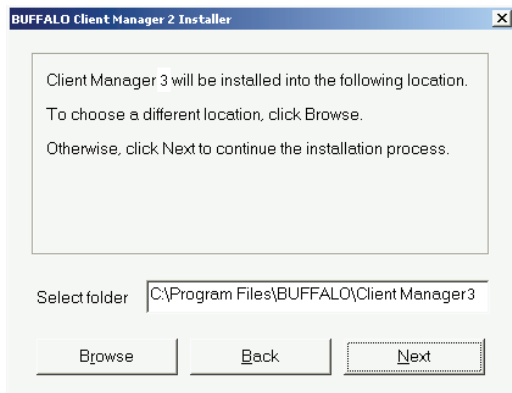 BUFFALO Client Manager 2 Installer
Client Manager 3 will be installed into the following location.
To choose a different location, click Browse.
Otherwise, click Next to continue the installation process.
Select folder C:\Program Files\BUFFALO\Client Manager3
Browse Back Next